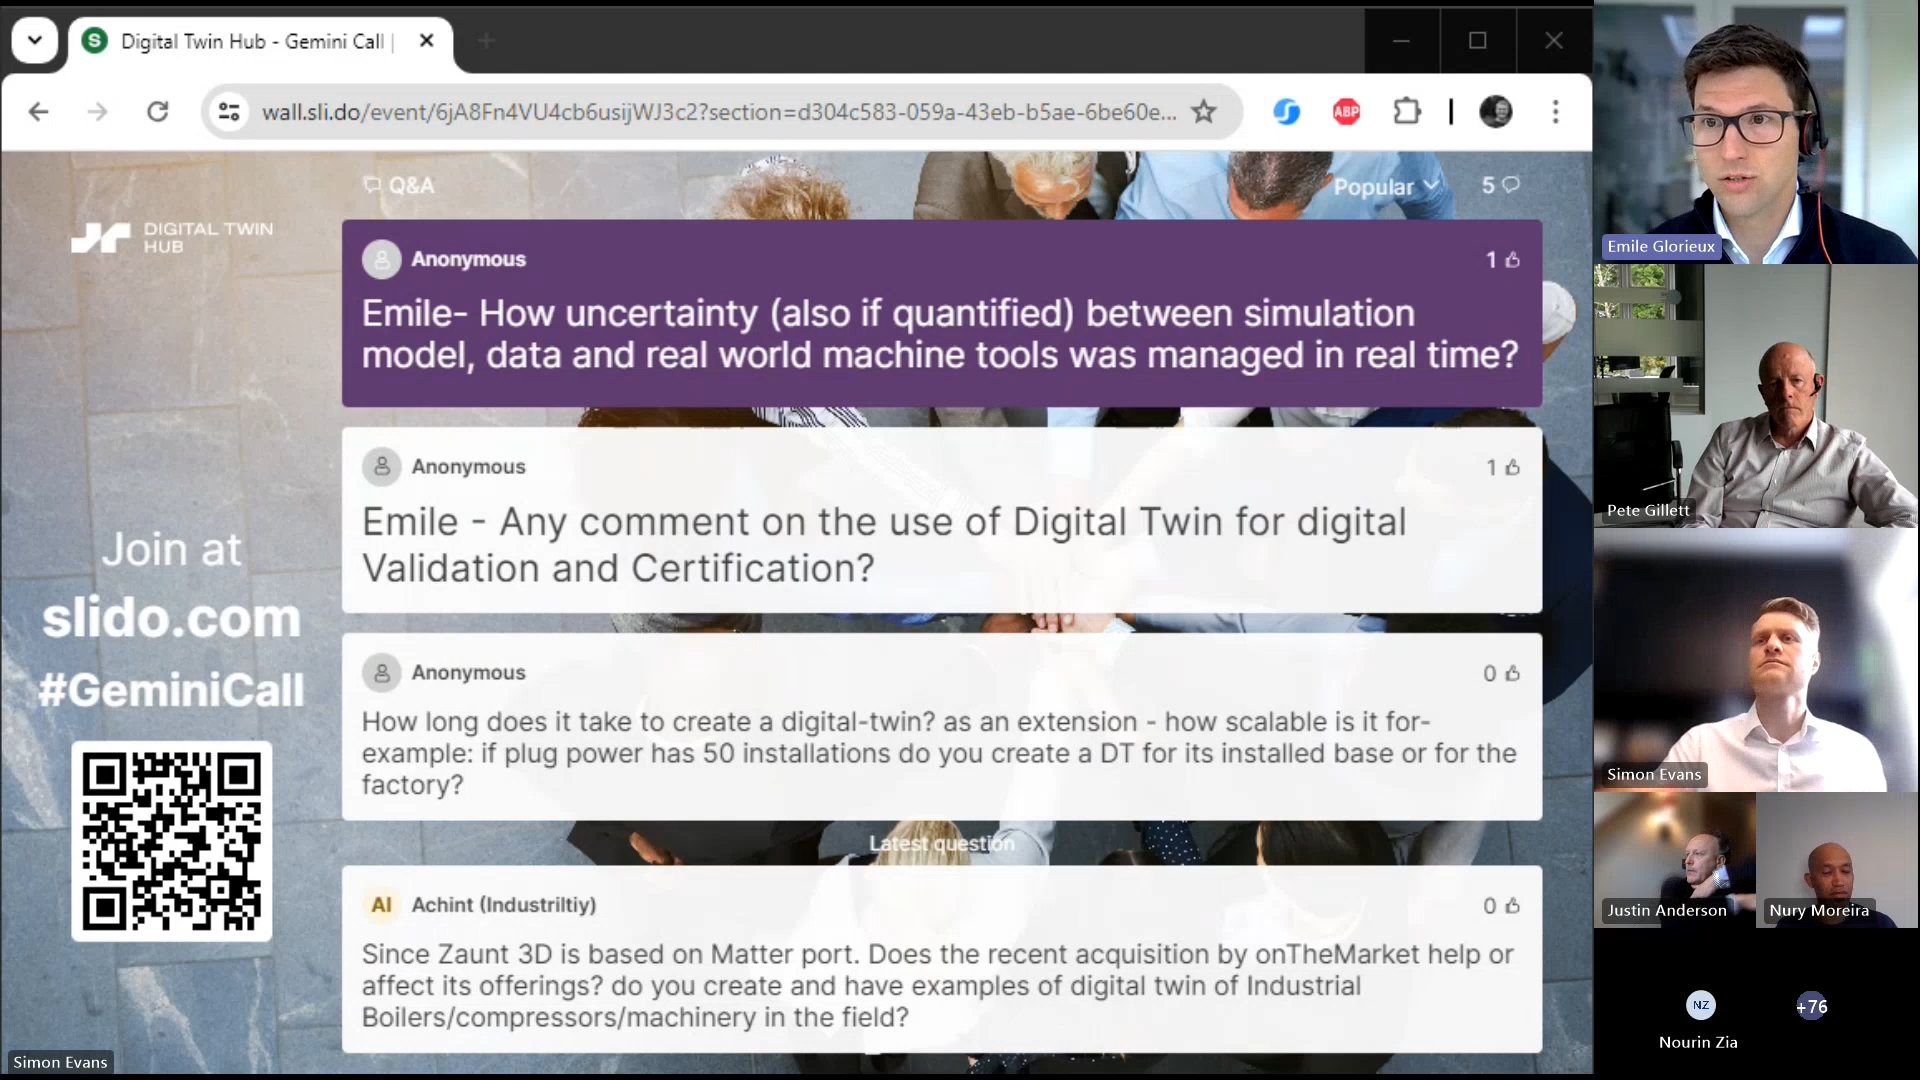 Digital Twin Hub - Gemini Call |
wall.sli.do/event/6jA8Fn4VU4cb6usijWJ3c2?section=d304c583-059a-43eb-b5ae-6be60e...
ABP
Q&A
Popular
5
DIGITAL TWIN
HUB
Anonymous
1
Emile- How uncertainty (also if quantified) between simulation
model, data and real world machine tools was managed in real time?
Anonymous
1
Emile - Any comment on the use of Digital Twin for digital
Validation and Certification?
Anonymous
0
How long does it take to create a digital-twin? as an extension - how scalable is it for-
example: if plug power has 50 installations do you create a DT for its installed base or for the
factory?
Latest question
AI
Achint (Industriltiy)
0
Since Zaunt 3D is based on Matter port. Does the recent acquisition by onTheMarket help or
affect its offerings? do you create and have examples of digital twin of Industrial
Boilers/compressors/machinery in the field?
Join at
slido.com
#GeminiCall
Simon Evans
Emile Glorieux
Pete Gillett
Simon Evans
Justin Anderson
Nury Moreira
NZ
+76
Nourin Zia